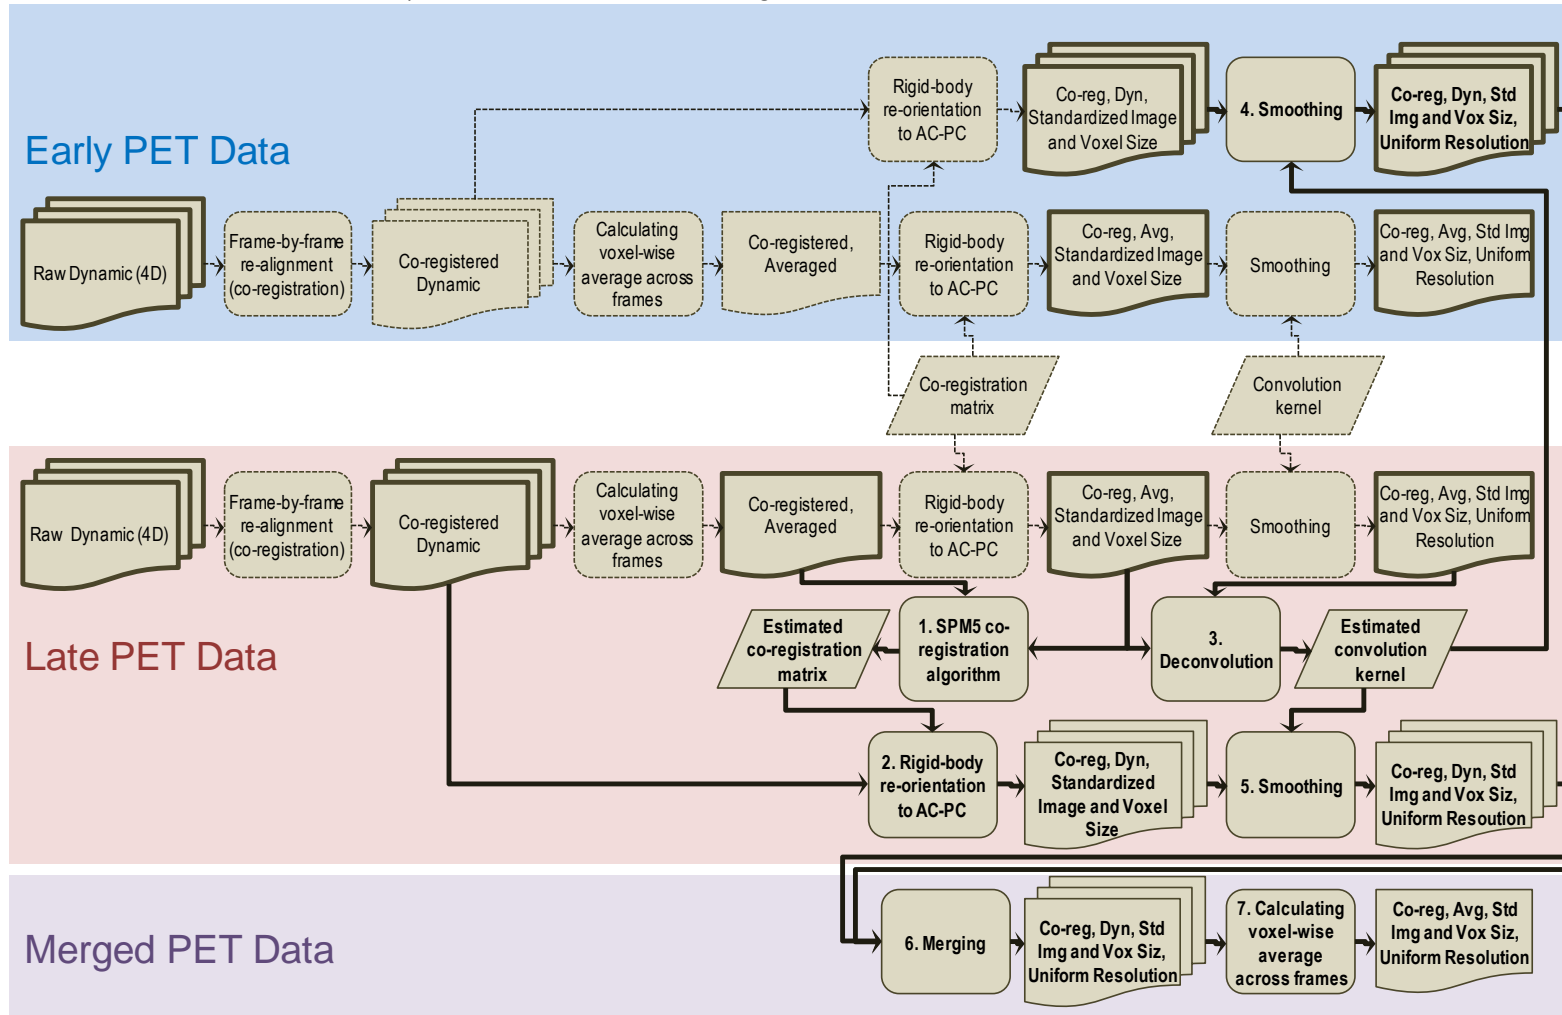 Rigid-body
re-orientation
to AC-PC
Co-reg, Dyn,
Standardized Image
and Voxel Size
4. Smoothing
Co-reg, Dyn, Std
Img and Vox Siz,
Uniform Resolution
Early PET Data
Raw Dynamic (4D)
Frame-by-frame
re-alignment
(co-registration)
Co-registered
Dynamic
Calculating
voxel-wise
average across
frames
Co-registered,
Averaged
Rigid-body
re-orientation
to AC-PC
Co-reg, Avg,
Standardized Image
and Voxel Size
Smoothing
Co-reg, Avg, Std Img
and Vox Siz, Uniform
Resolution
Co-registration
matrix
Convolution
kernel
Raw Dynamic (4D)
Frame-by-frame
re-alignment
(co-registration)
Co-registered
Dynamic
Calculating
voxel-wise
average across
frames
Co-registered,
Averaged
Rigid-body
re-orientation
to AC-PC
Co-reg, Avg,
Standardized Image
and Voxel Size
Smoothing
Co-reg, Avg, Std Img
and Vox Siz, Uniform
Resolution
Late PET Data
Estimated
co-registration
matrix
1. SPM5 co-
registration
algorithm
3.
Deconvolution
Estimated
convolution
kernel
2. Rigid-body
re-orientation
to AC-PC
Co-reg, Dyn,
Standardized
Image and Voxel
Size
5. Smoothing
Co-reg, Dyn, Std
Img and Vox Siz,
Uniform Resoution
Merged PET Data
6. Merging
Co-reg, Dyn, Std
Img and Vox Siz,
Uniform Resolution
7. Calculating
voxel-wise
average
across frames
Co-reg, Avg, Std
Img and Vox Siz,
Uniform Resolution